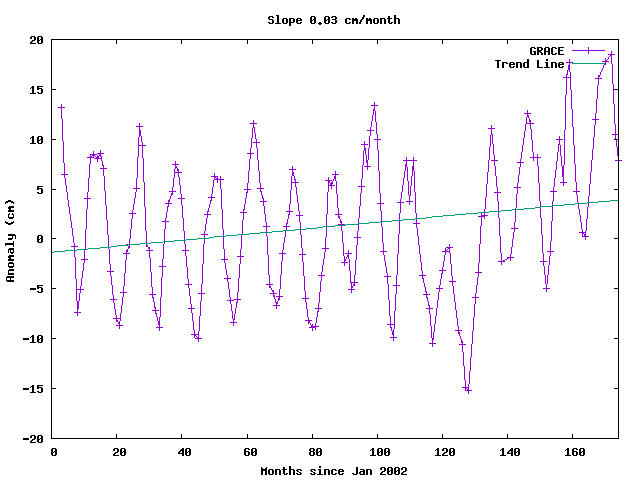 Slope 0.03 cm/month
GRACE
Trend Line
20
15
10
5
0
-5
-10
-15
-20
Anomaly (cm)
0 20 40 60 80 100 120 140 160
Months since Jan 2002